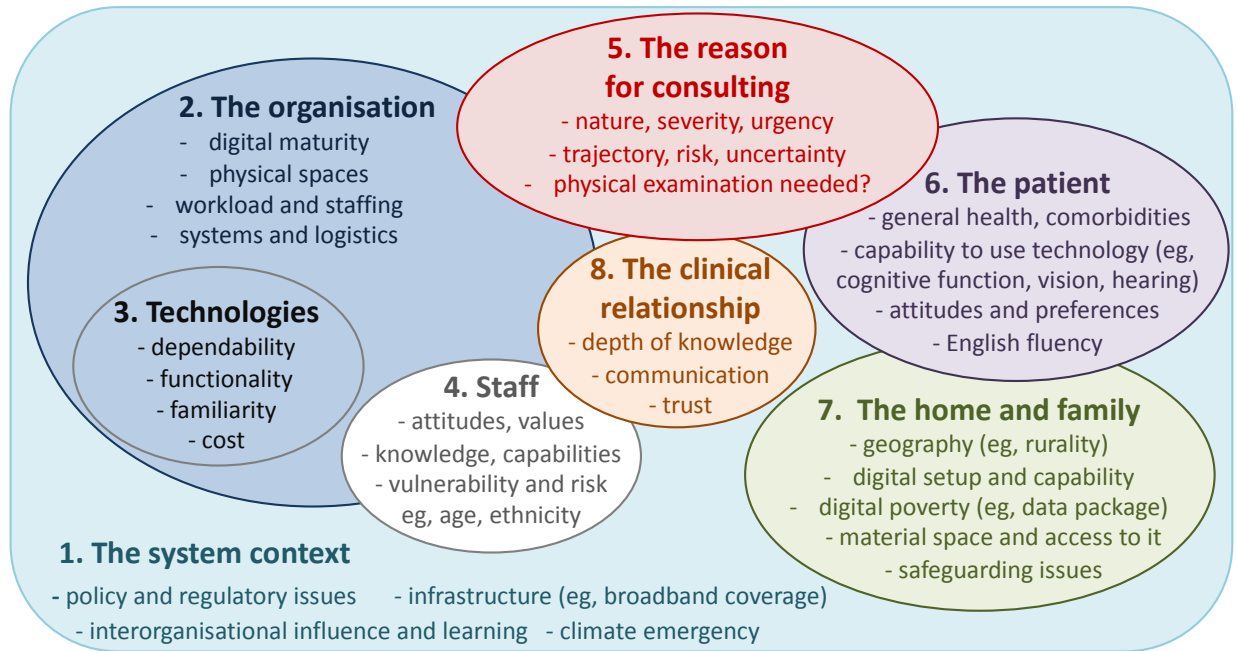 5. The reason
for consulting
- nature, severity, urgency
- trajectory, risk, uncertainty
- physical examination needed?
2. The organisation
- digital maturity
- physical spaces
- workload and staffing
- systems and logistics
6. The patient
- general health, comorbidities
- capability to use technology (eg,
cognitive function, vision, hearing)
- attitudes and preferences
- English fluency
8. The clinical
relationship
- depth of knowledge
- communication
- trust
3. Technologies
- dependability
- functionality
- familiarity
- cost
4. Staff
- attitudes, values
- knowledge, capabilities
- vulnerability and risk
eg, age, ethnicity
7. The home and family
- geography (eg, rurality)
- digital setup and capability
- digital poverty (eg, data package)
- material space and access to it
- safeguarding issues
1. The system context
- policy and regulatory issues - infrastructure (eg, broadband coverage)
- interorganisational influence and learning - climate emergency